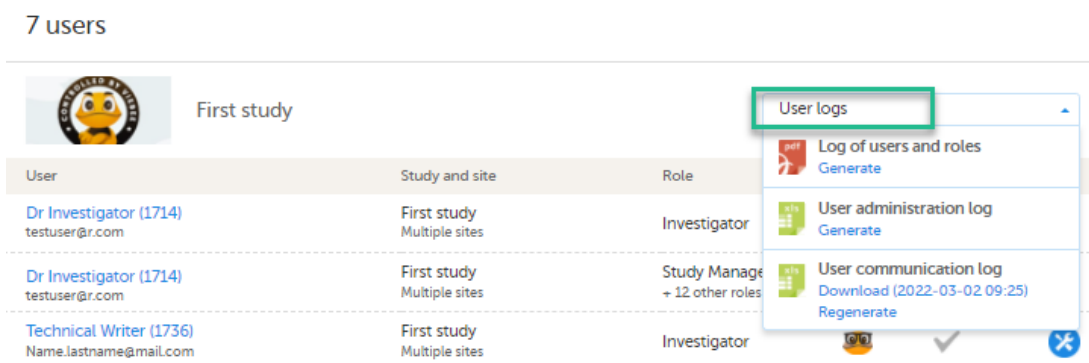 7 users
CONTROLLED BY VIEDOC
First study
User logs
Log of users and roles
Generate
User administration log
Generate
User communication log
Download (2022-03-02 09:25)
Regenerate
User
Study and site
Role
Dr Investigator (1714)
testuser@r.com
First study
Multiple sites
Investigator
Dr Investigator (1714)
testuser@r.com
First study
Multiple sites
Study Manage
+ 12 other roles
Technical Writer (1736)
Name.lastname@mail.com
First study
Multiple sites
Investigator